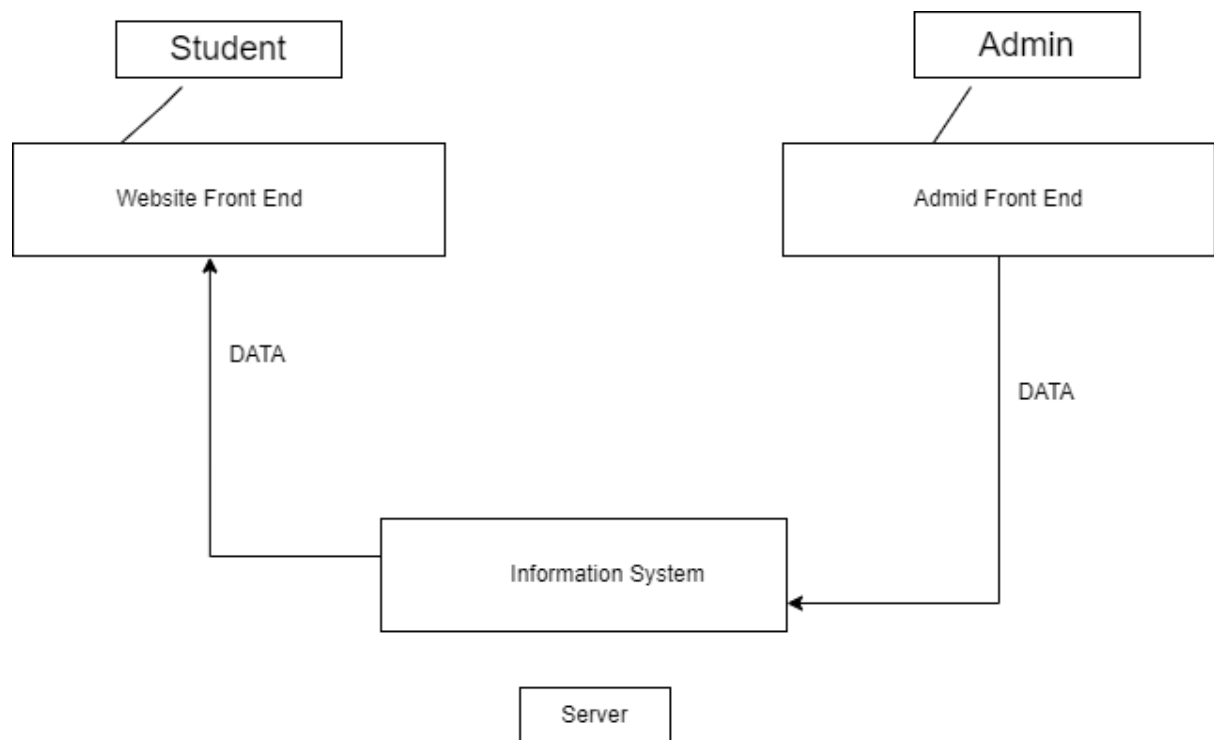 Student
Admin
Website Front End
Admid Front End
DATA
DATA
Information System
Server